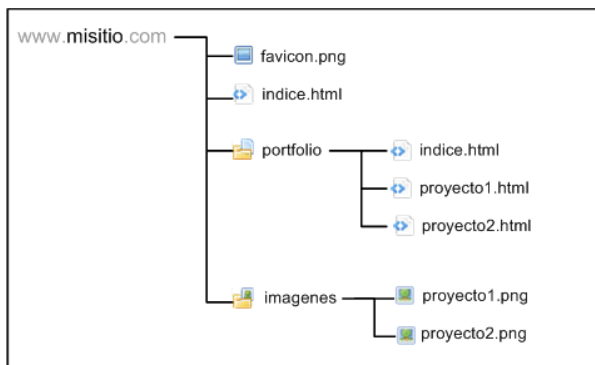 www.misitio.com
favicon.png
indice.html
portfolio
indice.html
proyecto1.html
proyecto2.html
imagenes
proyecto1.png
proyecto2.png